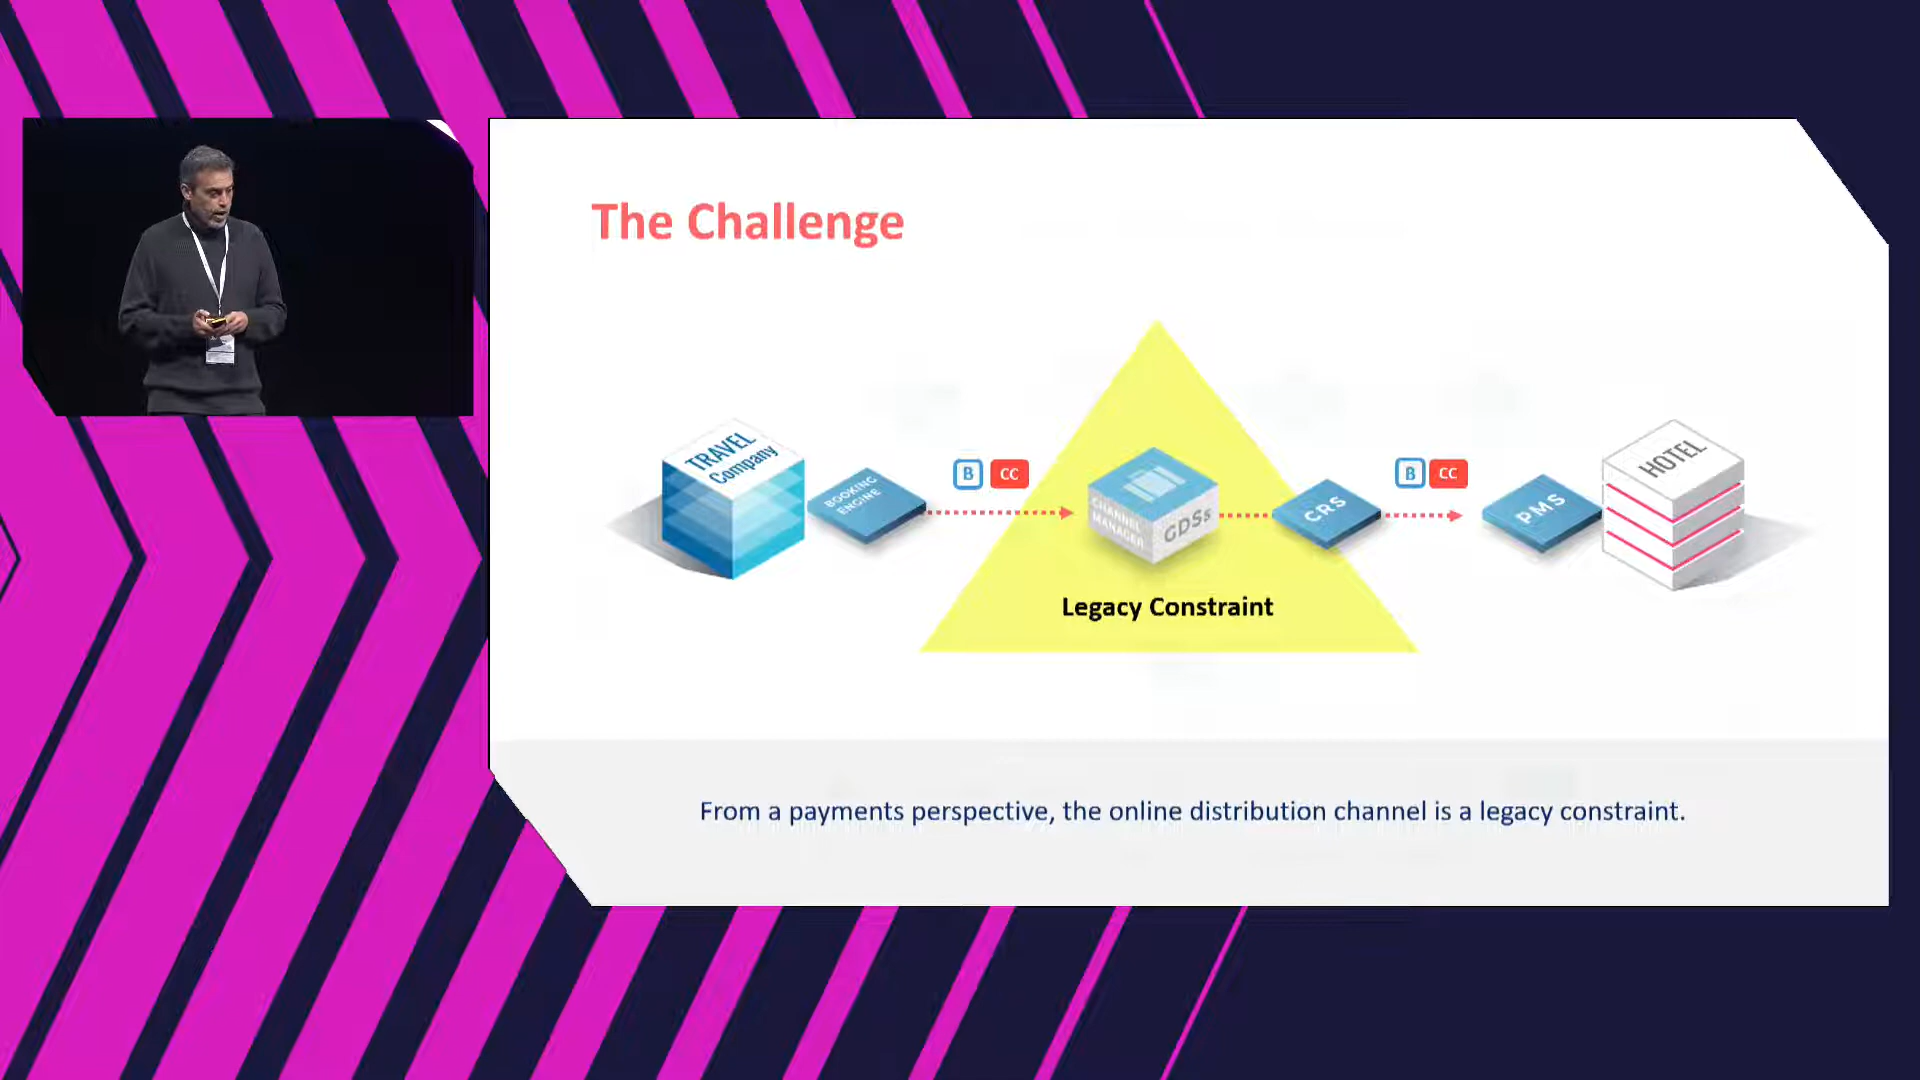 The Challenge
TRAVEL
Company
BOOKING
ENGINE
B CC
CHANNEL
MANAGER
GDSs
CRS
B CC
PMS
HOTEL
Legacy Constraint
From a payments perspective, the online distribution channel is a legacy constraint.